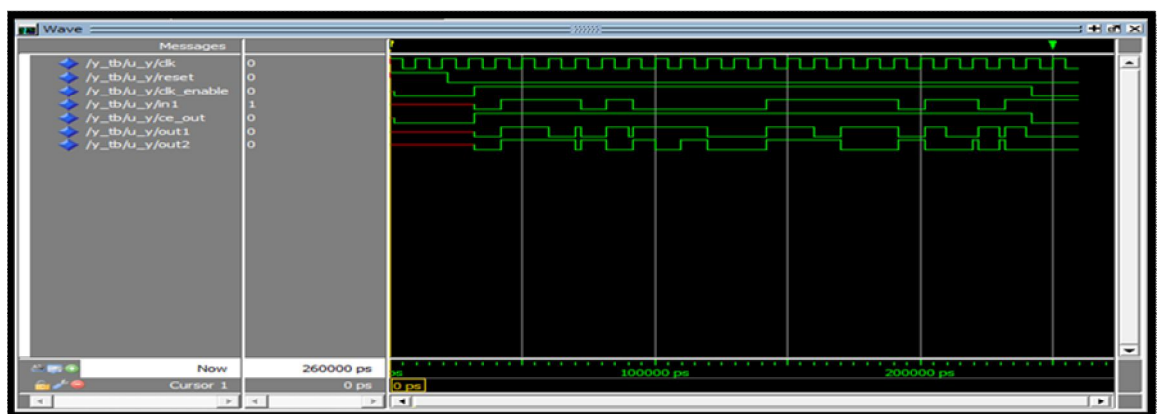 Wave
Messages
/y_tb/u_y/clk 0
/y_tb/u_y/reset 0
/y_tb/u_y/clk_enable 0
/y_tb/u_y/in1 1
/y_tb/u_y/ce_out 0
/y_tb/u_y/out1 0
/y_tb/u_y/out2 0
Now 260000 ps ps 100000 ps 200000 ps
Cursor 1 0 ps 0 ps